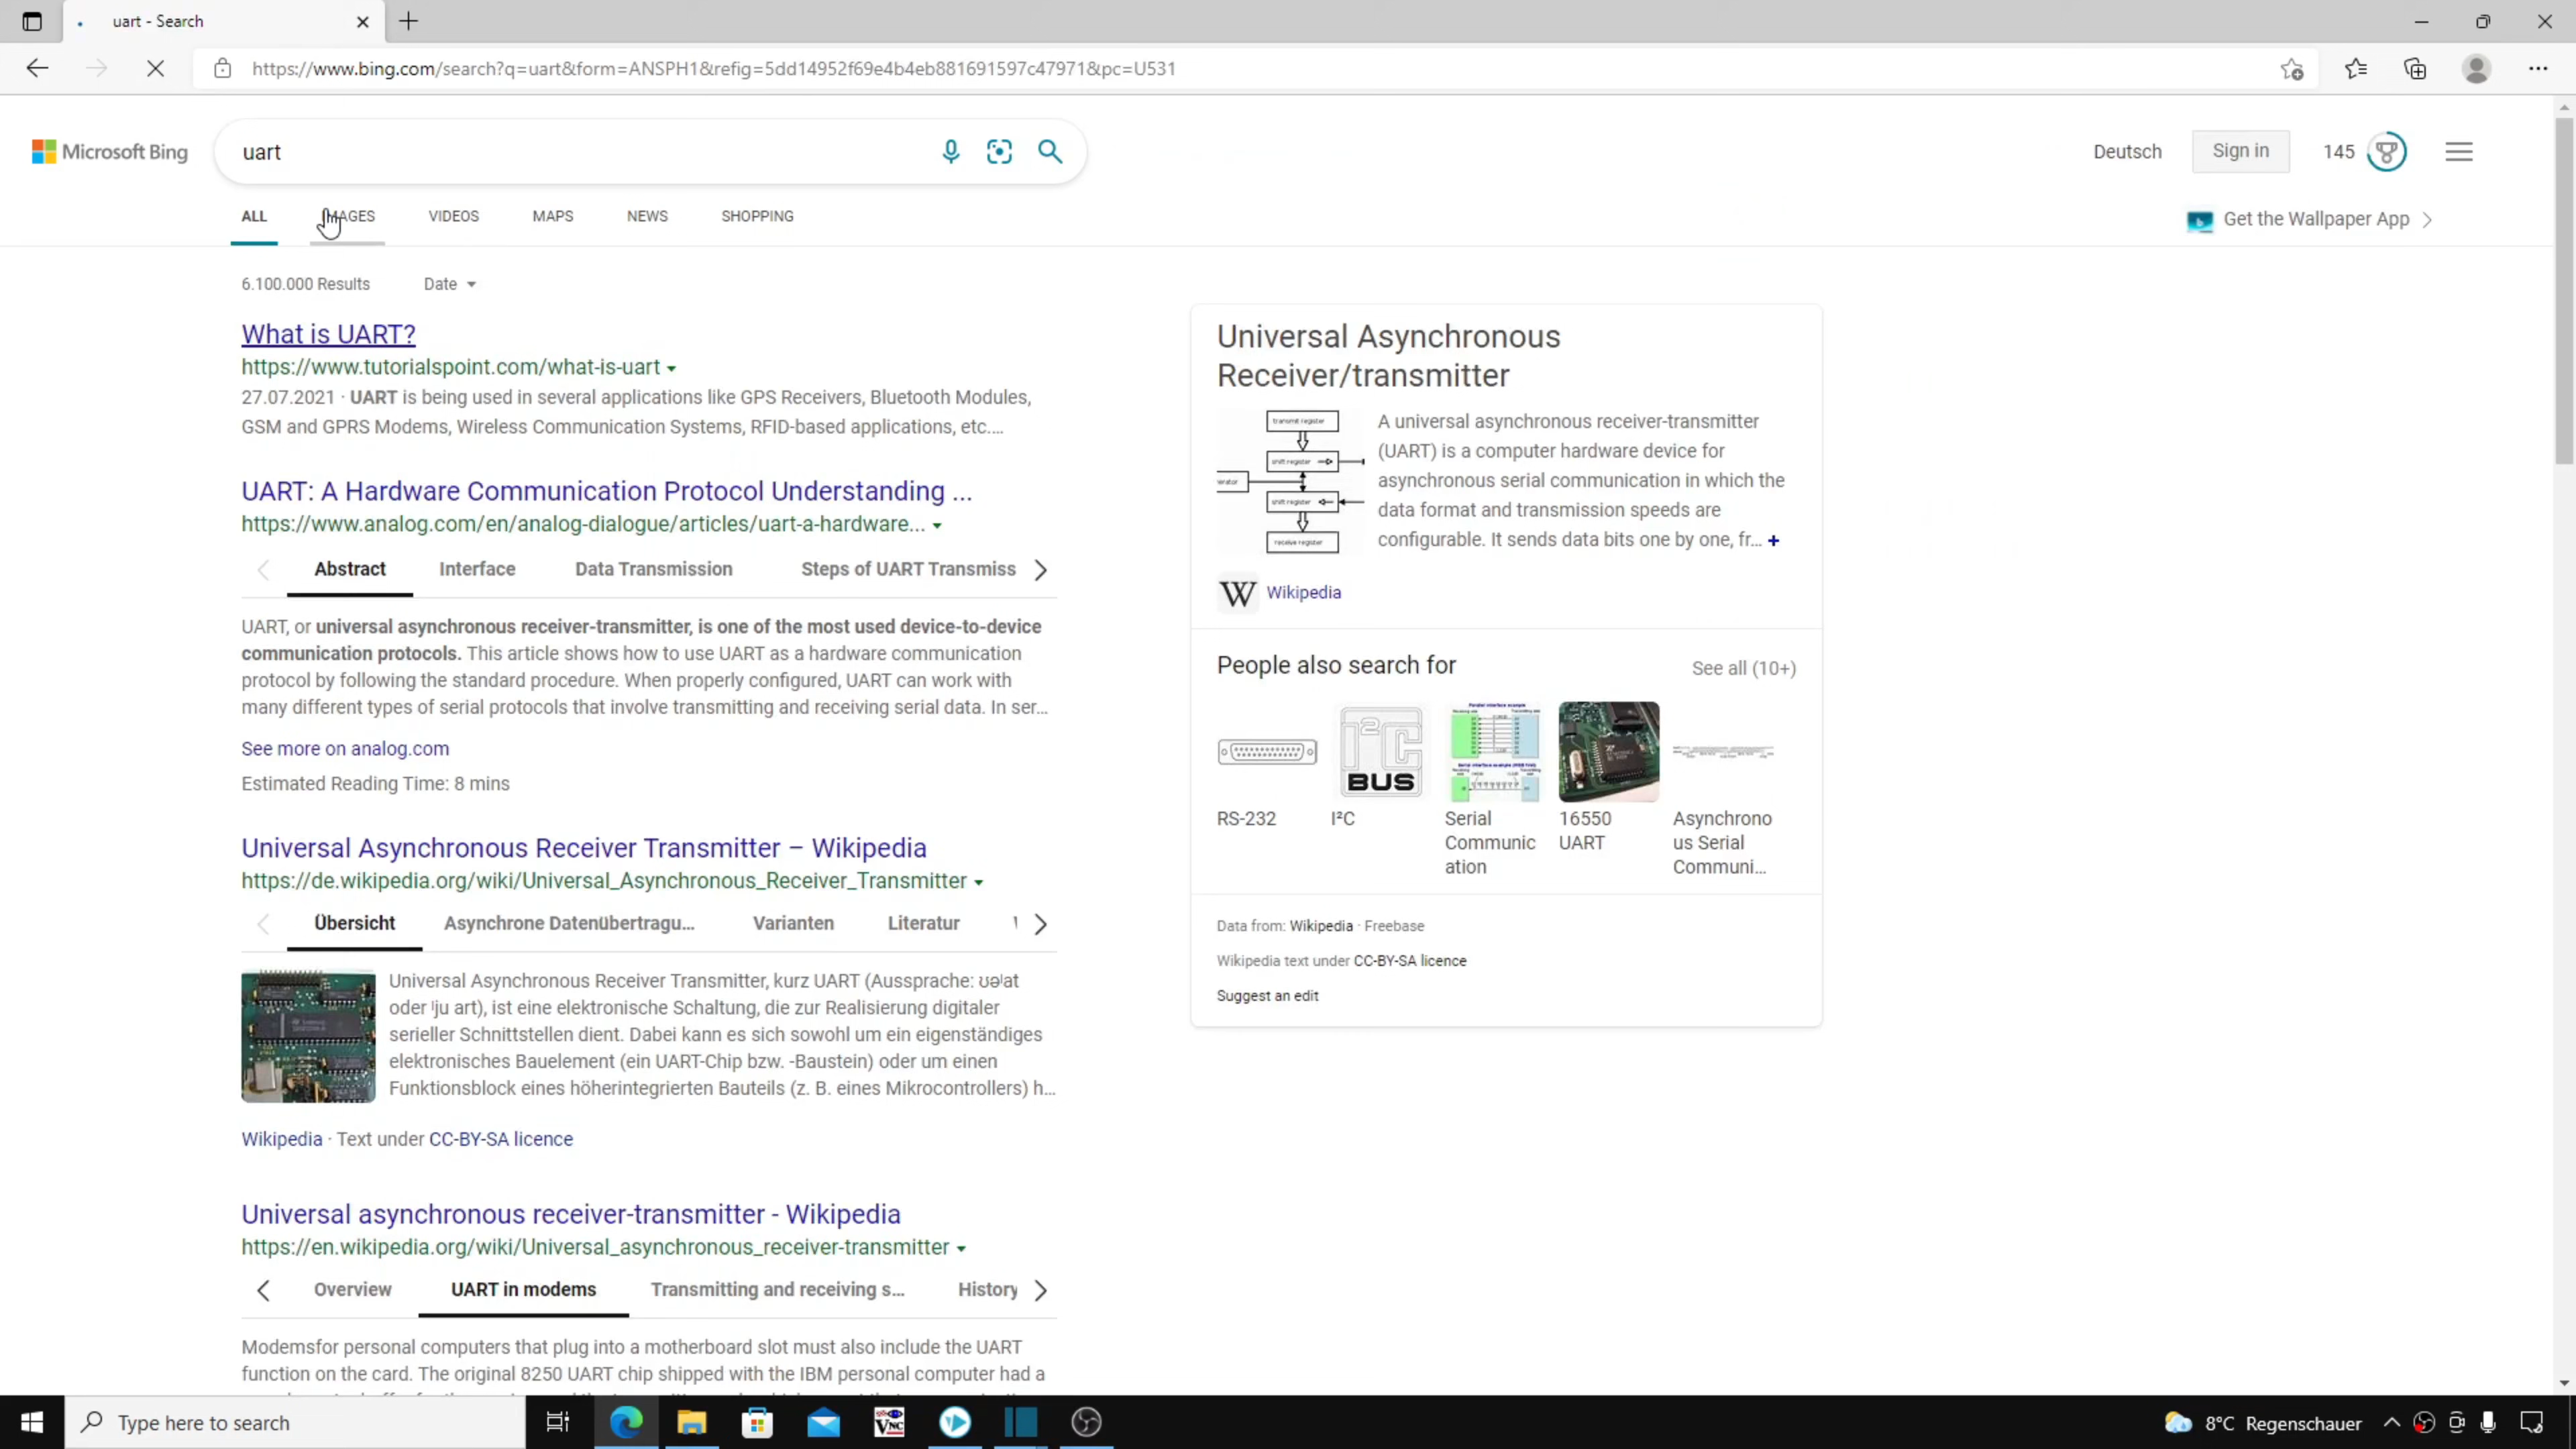 uart - Search
https://www.bing.com/search?q=uart&form=ANSPH1&refig=5dd14952f69e4b4eb881691597c47971&pc=U531
Microsoft Bing
uart
Deutsch
Sign in
145
ALL
IMAGES
VIDEOS
MAPS
NEWS
SHOPPING
Get the Wallpaper App
6.100.000 Results
Date
What is UART?
https://www.tutorialspoint.com/what-is-uart
27.07.2021 · UART is being used in several applications like GPS Receivers, Bluetooth Modules,
GSM and GPRS Modems, Wireless Communication Systems, RFID-based applications, etc....
UART: A Hardware Communication Protocol Understanding ...
https://www.analog.com/en/analog-dialogue/articles/uart-a-hardware...
Abstract
Interface
Data Transmission
Steps of UART Transmiss
UART, or universal asynchronous receiver-transmitter, is one of the most used device-to-device
communication protocols. This article shows how to use UART as a hardware communication
protocol by following the standard procedure. When properly configured, UART can work with
many different types of serial protocols that involve transmitting and receiving serial data. In ser...
See more on analog.com
Estimated Reading Time: 8 mins
Universal Asynchronous Receiver Transmitter – Wikipedia
https://de.wikipedia.org/wiki/Universal_Asynchronous_Receiver_Transmitter
Übersicht
Asynchrone Datenübertragu...
Varianten
Literatur
Universal Asynchronous Receiver Transmitter, kurz UART (Aussprache: ʊəˈat
oder ˈju art), ist eine elektronische Schaltung, die zur Realisierung digitaler
serieller Schnittstellen dient. Dabei kann es sich sowohl um ein eigenständiges
elektronisches Bauelement (ein UART-Chip bzw. -Baustein) oder um einen
Funktionsblock eines höherintegrierten Bauteils (z. B. eines Mikrocontrollers) h...
Wikipedia · Text under CC-BY-SA licence
Universal asynchronous receiver-transmitter - Wikipedia
https://en.wikipedia.org/wiki/Universal_asynchronous_receiver-transmitter
Overview
UART in modems
Transmitting and receiving s...
History
Modemsfor personal computers that plug into a motherboard slot must also include the UART
function on the card. The original 8250 UART chip shipped with the IBM personal computer had a
Universal Asynchronous
Receiver/transmitter
transmit register
shift register
shift register
receive register
A universal asynchronous receiver-transmitter
(UART) is a computer hardware device for
asynchronous serial communication in which the
data format and transmission speeds are
configurable. It sends data bits one by one, fr... +
W Wikipedia
People also search for
See all (10+)
I²C
BUS
RS-232
I²C
Serial
Communic
ation
16550
UART
Asynchrono
us Serial
Communi...
Data from: Wikipedia · Freebase
Wikipedia text under CC-BY-SA licence
Suggest an edit
Type here to search
VNC
8°C Regenschauer